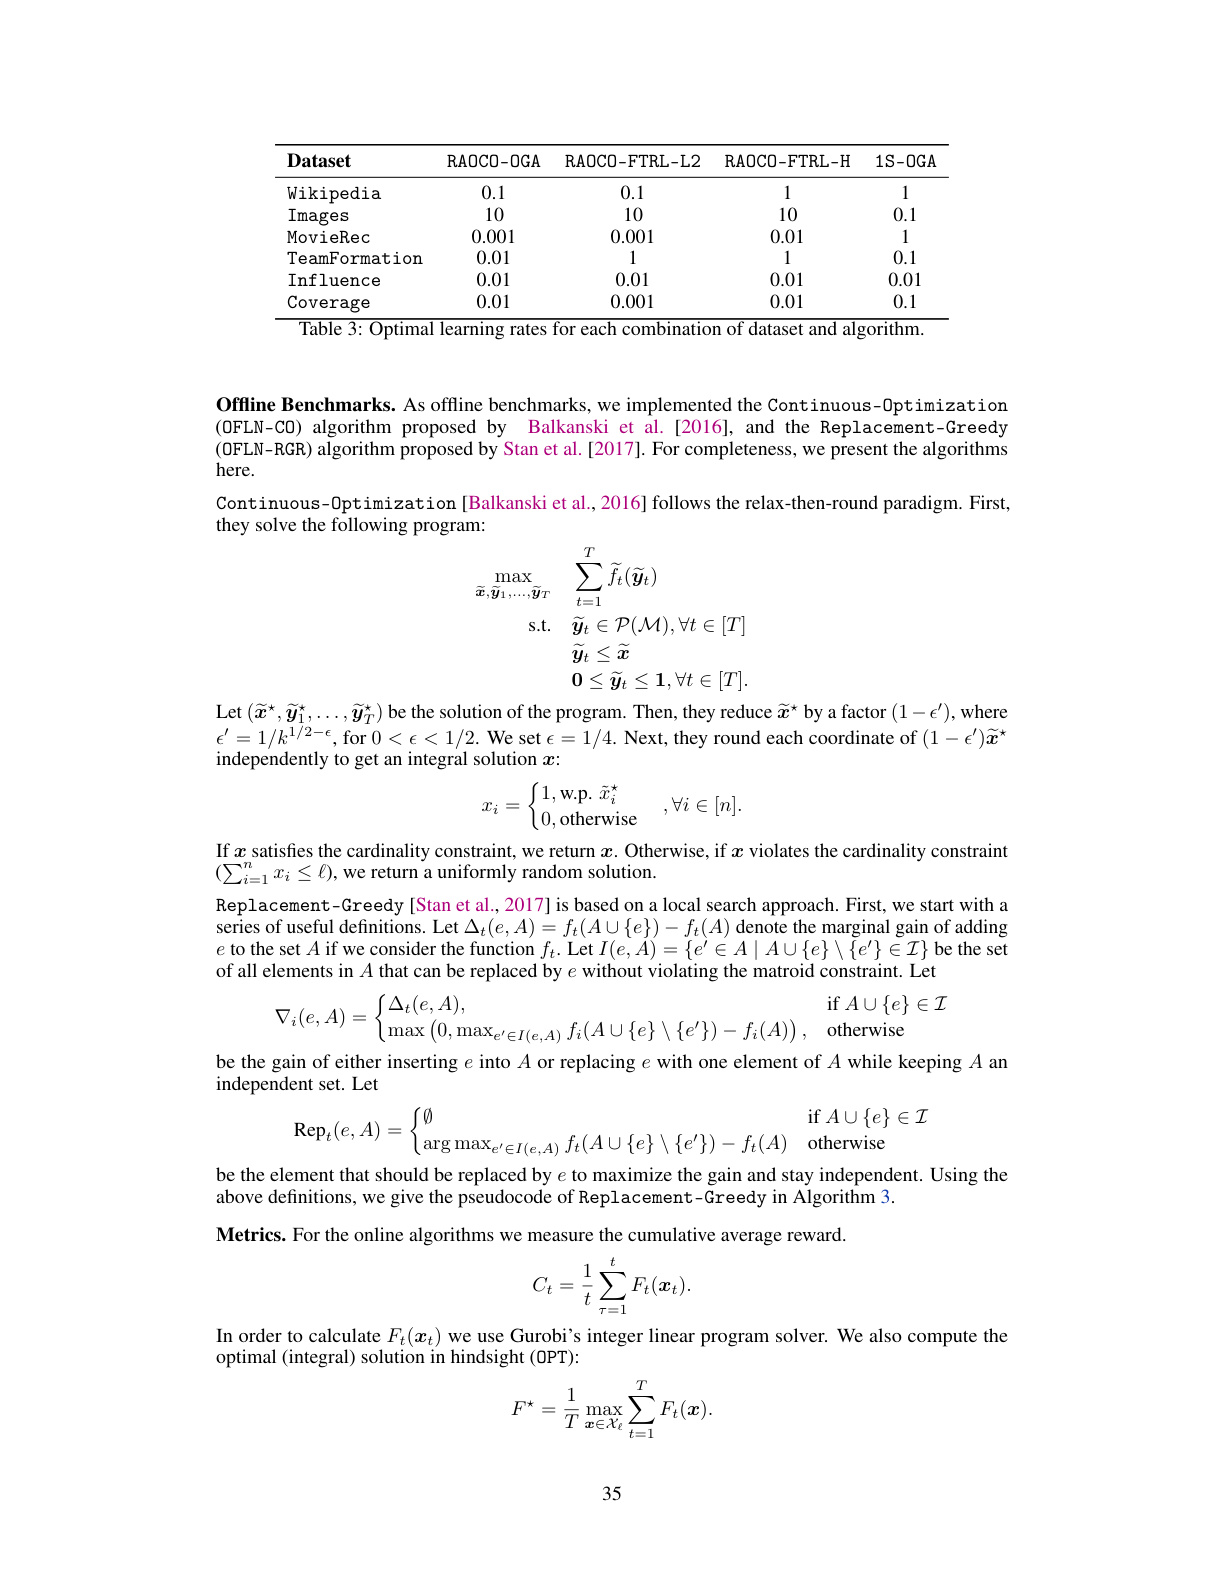 Dataset RAOCO-OGA RAOCO-FTRL-L2 RAOCO-FTRL-H 1S-OGA
Wikipedia 0.1 0.1 1 1
Images 10 10 10 0.1
MovieRec 0.001 0.001 0.01 1
TeamFormation 0.01 1 1 0.1
Influence 0.01 0.01 0.01 0.01
Coverage 0.01 0.001 0.01 0.1
Table 3: Optimal learning rates for each combination of dataset and algorithm.
Offline Benchmarks. As offline benchmarks, we implemented the Continuous-Optimization
(OFLN-CO) algorithm proposed by Balkanski et al. [2016], and the Replacement-Greedy
(OFLN-RGR) algorithm proposed by Stan et al. [2017]. For completeness, we present the algorithms
here.
Continuous-Optimization [Balkanski et al., 2016] follows the relax-then-round paradigm. First,
they solve the following program:
max_{x̃,ỹ_1,...,ỹ_T} ∑_{t=1}^{T} f̃_t(ỹ_t)
s.t. ỹ_t ∈ P(M), ∀t ∈ [T]
ỹ_t ≤ x̃
0 ≤ ỹ_t ≤ 1, ∀t ∈ [T].
Let (x̃⋆, ỹ_1⋆, . . . , ỹ_T⋆) be the solution of the program. Then, they reduce x̃⋆ by a factor (1 − ϵ′), where
ϵ′ = 1/k^{1/2−ϵ}, for 0 < ϵ < 1/2. We set ϵ = 1/4. Next, they round each coordinate of (1 − ϵ′)x̃⋆
independently to get an integral solution x:
x_i = { 1, w.p. x̃_i⋆
0, otherwise , ∀i ∈ [n].
If x satisfies the cardinality constraint, we return x. Otherwise, if x violates the cardinality constraint
(∑_{i=1}^{n} x_i ≤ ℓ), we return a uniformly random solution.
Replacement-Greedy [Stan et al., 2017] is based on a local search approach. First, we start with a
series of useful definitions. Let Δ_t(e, A) = f_t(A ∪ {e}) − f_t(A) denote the marginal gain of adding
e to the set A if we consider the function f_t. Let I(e, A) = {e′ ∈ A | A ∪ {e} \ {e′} ∈ I} be the set
of all elements in A that can be replaced by e without violating the matroid constraint. Let
∇_i(e, A) = { Δ_t(e, A), if A ∪ {e} ∈ I
max (0, max_{e′∈I(e,A)} f_i(A ∪ {e} \ {e′}) − f_i(A)) , otherwise
be the gain of either inserting e into A or replacing e with one element of A while keeping A an
independent set. Let
Rep_t(e, A) = { ∅ if A ∪ {e} ∈ I
arg max_{e′∈I(e,A)} f_t(A ∪ {e} \ {e′}) − f_t(A) otherwise
be the element that should be replaced by e to maximize the gain and stay independent. Using the
above definitions, we give the pseudocode of Replacement-Greedy in Algorithm 3.
Metrics. For the online algorithms we measure the cumulative average reward.
C_t = 1/t ∑_{τ=1}^{t} F_t(x_t).
In order to calculate F_t(x_t) we use Gurobi's integer linear program solver. We also compute the
optimal (integral) solution in hindsight (OPT):
F⋆ = 1/T max_{x∈X_ℓ} ∑_{t=1}^{T} F_t(x).
35